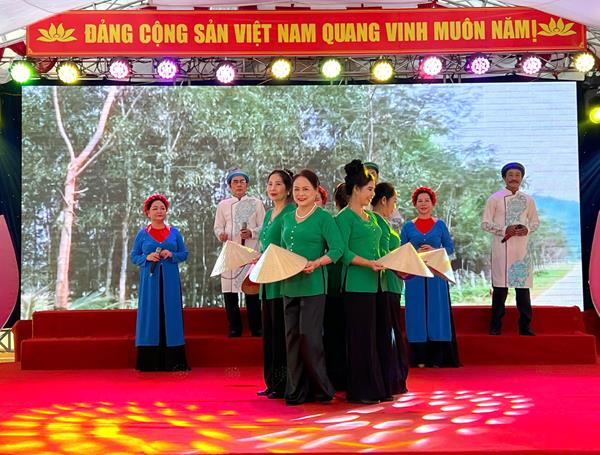 ĐẢNG CỘNG SẢN VIỆT NAM QUANG VINH MUÔN NĂM!